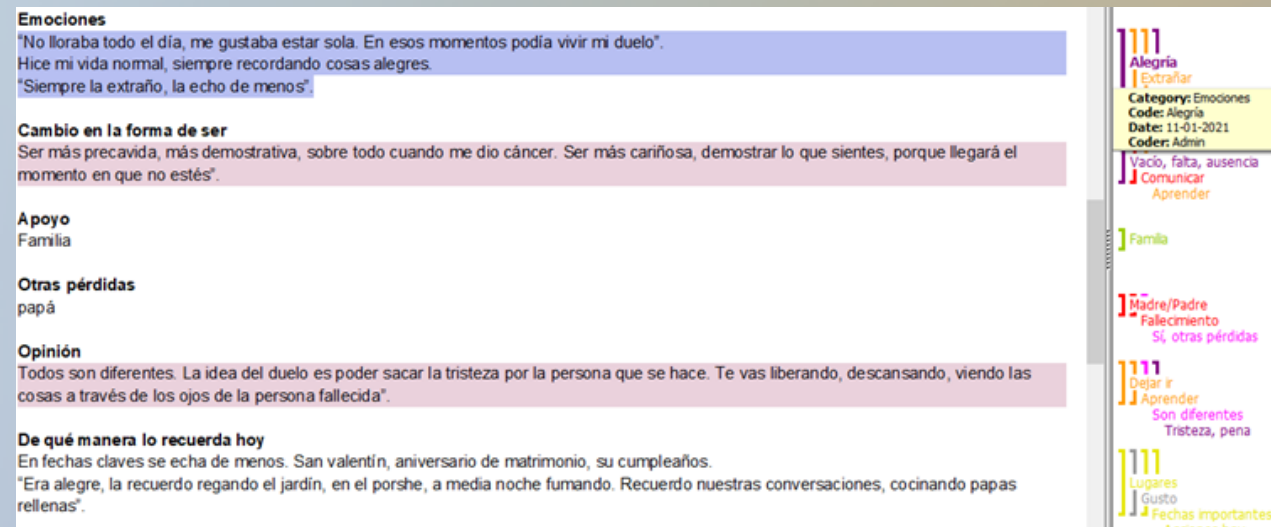 Emociones
“No lloraba todo el día, me gustaba estar sola. En esos momentos podía vivir mi duelo”.
Hice mi vida normal, siempre recordando cosas alegres.
“Siempre la extraño, la echo de menos”.
Cambio en la forma de ser
Ser más precavida, más demostrativa, sobre todo cuando me dio cáncer. Ser más cariñosa, demostrar lo que sientes, porque llegará el
momento en que no estés”.
Apoyo
Familia
Otras pérdidas
papá
Opinión
Todos son diferentes. La idea del duelo es poder sacar la tristeza por la persona que se hace. Te vas liberando, descansando, viendo las
cosas a través de los ojos de la persona fallecida”.
De qué manera lo recuerda hoy
En fechas claves se echa de menos. San valentín, aniversario de matrimonio, su cumpleaños.
“Era alegre, la recuerdo regando el jardín, en el porshe, a media noche fumando. Recuerdo nuestras conversaciones, cocinando papas
rellenas”.
Alegría
Extrañar
Category: Emociones
Code: Alegría
Date: 11-01-2021
Coder: Admin
Vacío, falta, ausencia
Comunicar
Aprender
Familia
Madre/Padre
Fallecimiento
Sí, otras pérdidas
Dejar ir
Aprender
Son diferentes
Tristeza, pena
Lugares
Gusto
Fechas importantes